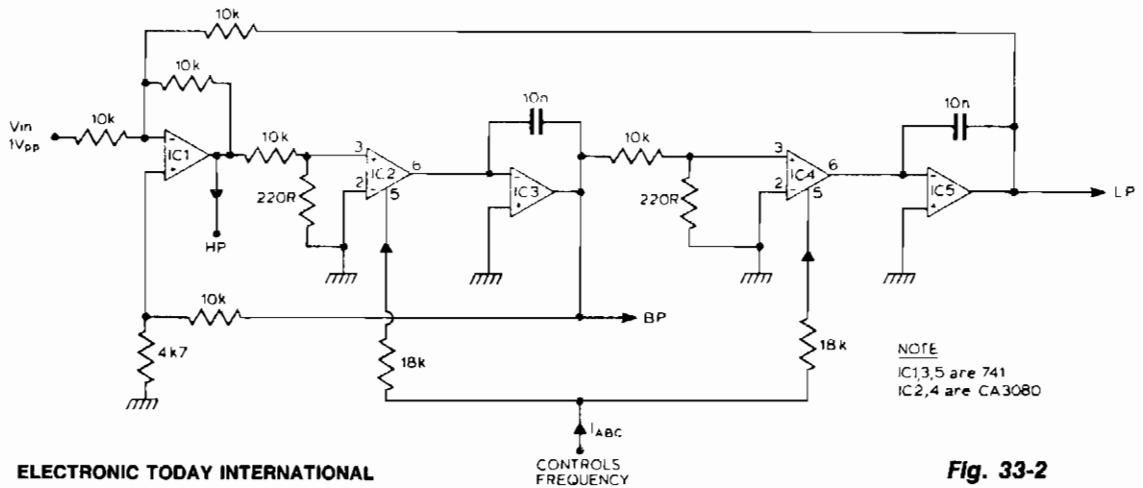 10k
10k
10n
10n
Vin
1Vpp
10k
-
+
IC1
10k
3
+
IC2
6
2
-
5
220R
-
IC3
+
10k
3
+
IC4
6
2
-
5
220R
-
IC5
+
LP
HP
10k
BP
4k7
18k
18k
NOTE
IC1,3,5 are 741
IC2,4 are CA3080
IABC
CONTROLS
FREQUENCY
ELECTRONIC TODAY INTERNATIONAL
Fig. 33-2